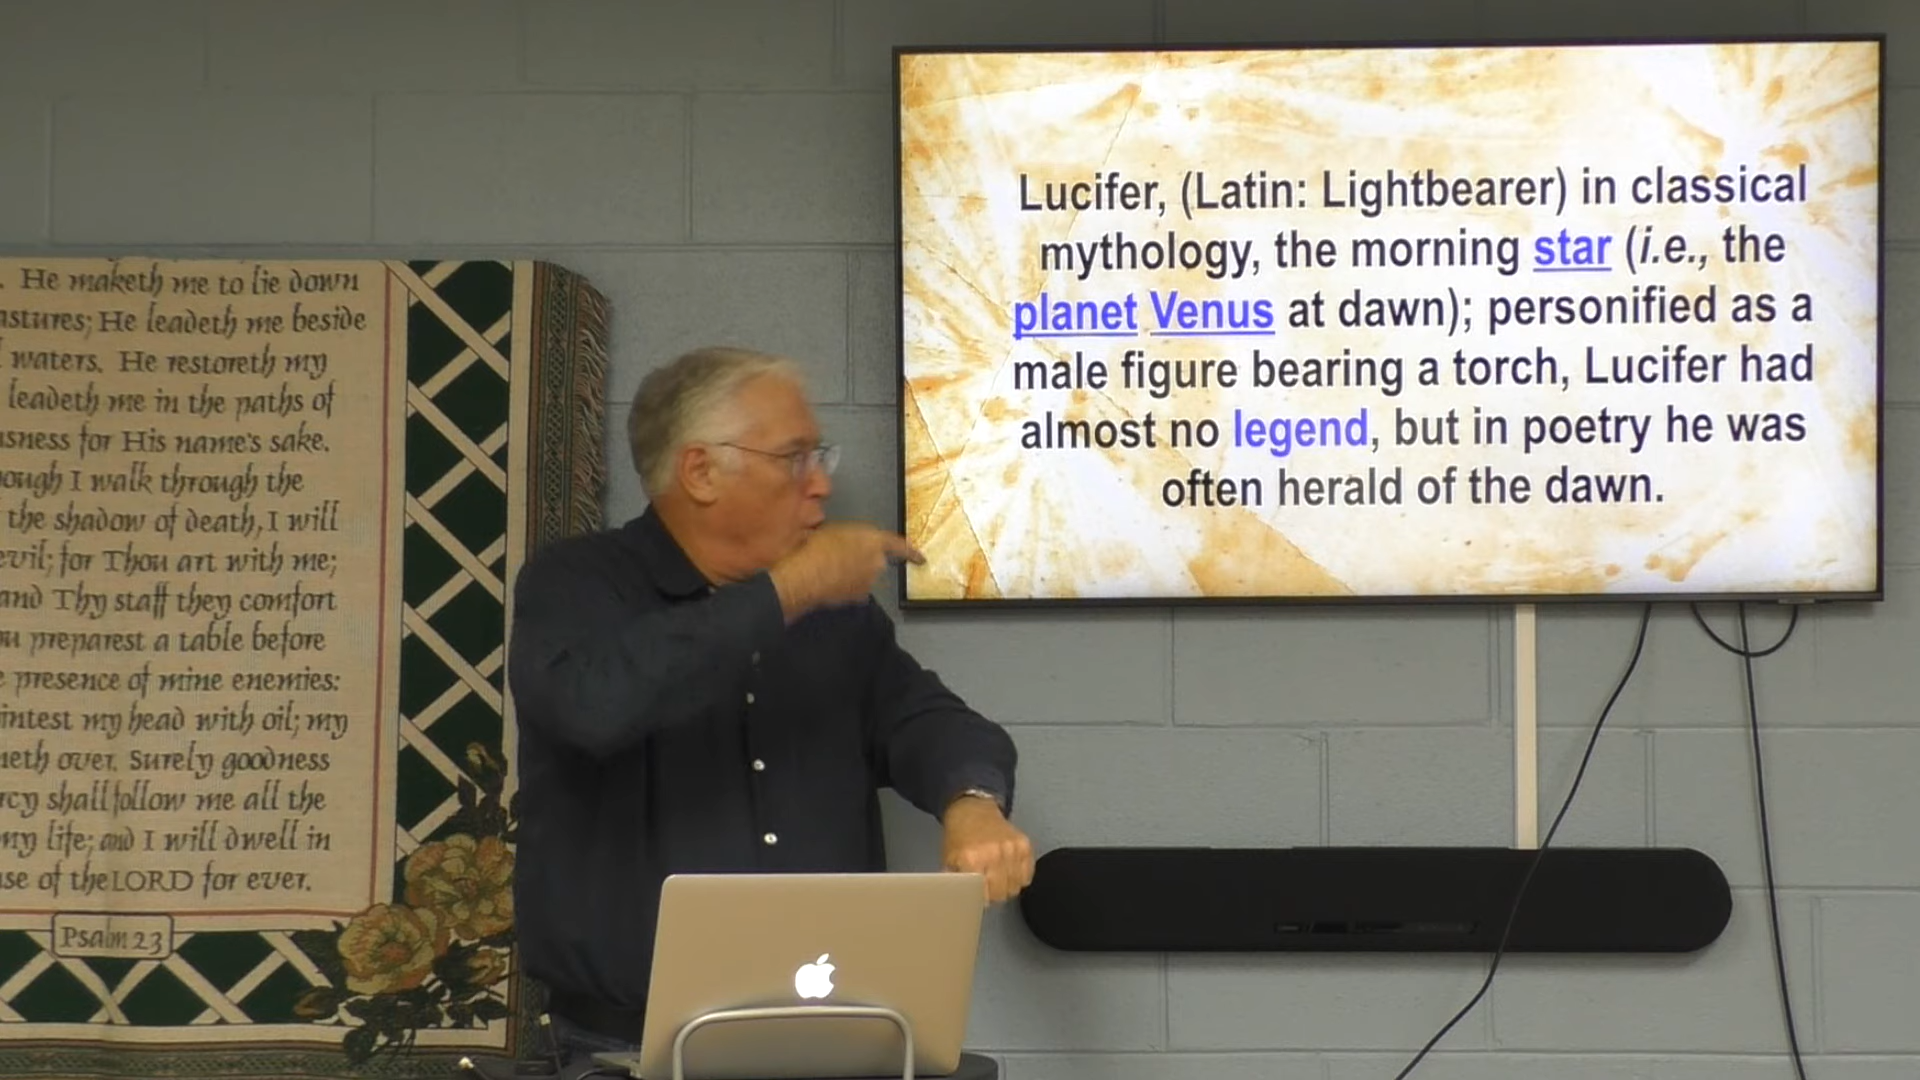 . He maketh me to lie down
He leadeth me beside
waters. He restoreth my
leadeth me in the paths of
for His name's sake.
I walk through the
the shadow of death, I will
for Thou art with me;
and Thy staff they comfort
preparest a table before
presence of mine enemies:
my head with oil; my
over. Surely goodness
shall follow me all the
my life; and I will dwell in
of the LORD for ever.
Psalm 23
Lucifer, (Latin: Lightbearer) in classical
mythology, the morning star (i.e., the
planet Venus at dawn); personified as a
male figure bearing a torch, Lucifer had
almost no legend, but in poetry he was
often herald of the dawn.